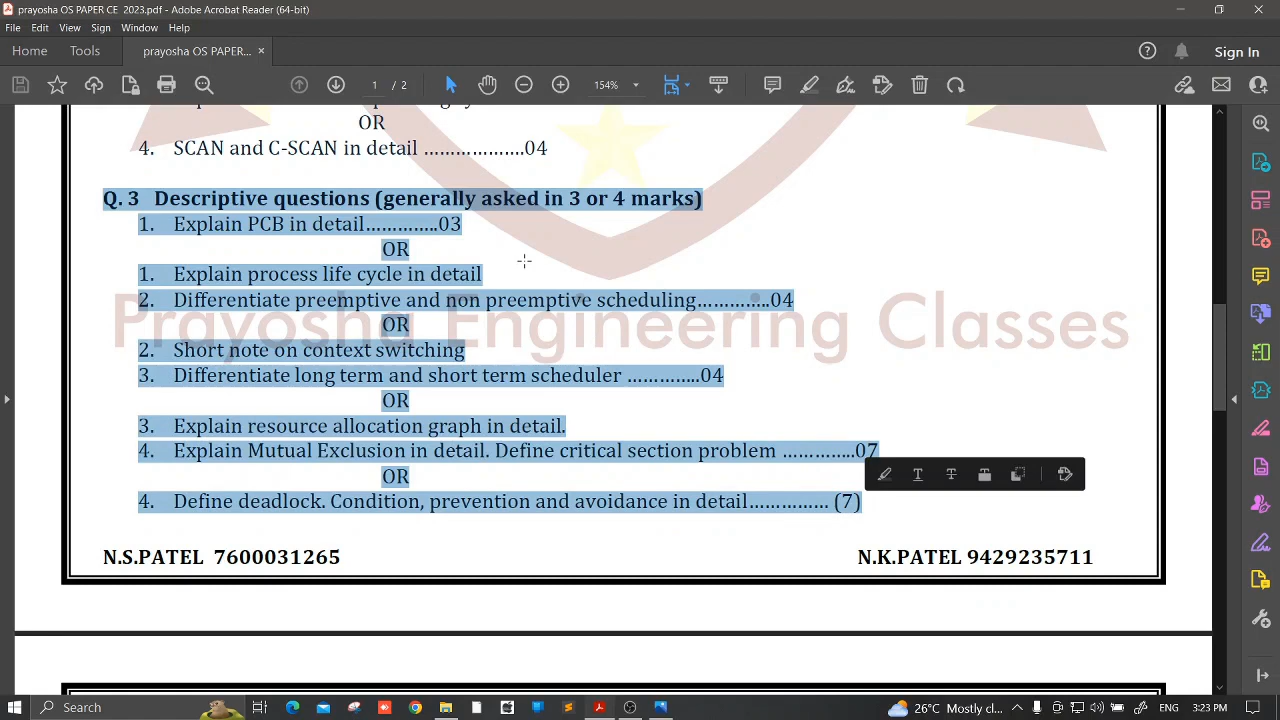 prayosha OS PAPER CE 2023.pdf - Adobe Acrobat Reader (64-bit)
File Edit View Sign Window Help
Home Tools prayosha OS PAPER... × Sign In
1 / 2 154%
OR
4. SCAN and C-SCAN in detail ……………….04
Q. 3 Descriptive questions (generally asked in 3 or 4 marks)
1. Explain PCB in detail…………..03
OR
1. Explain process life cycle in detail
2. Differentiate preemptive and non preemptive scheduling…………..04
Prayosha Engineering Classes
OR
2. Short note on context switching
3. Differentiate long term and short term scheduler …………..04
OR
3. Explain resource allocation graph in detail.
4. Explain Mutual Exclusion in detail. Define critical section problem …………..07
OR
4. Define deadlock. Condition, prevention and avoidance in detail…………… (7)
N.S.PATEL 7600031265 N.K.PATEL 9429235711
Search 26°C Mostly cl... ENG 3:23 PM